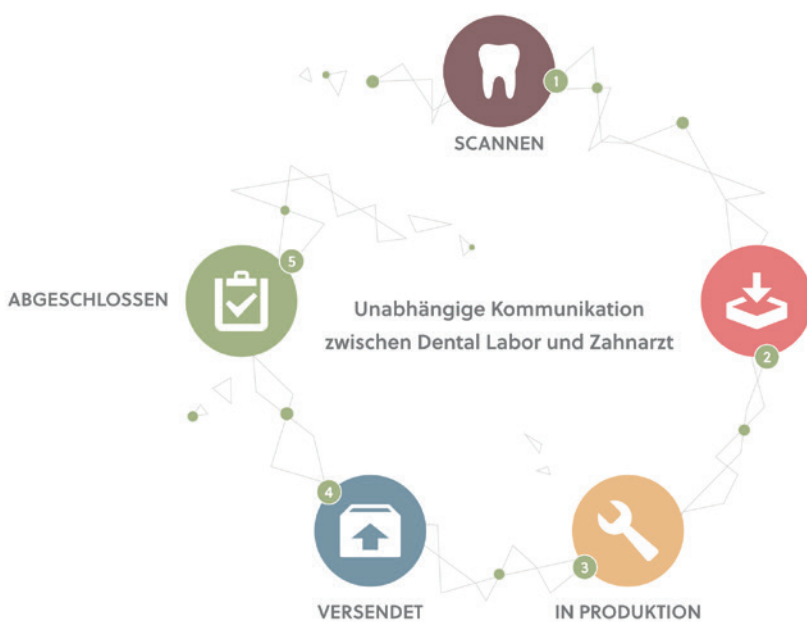 1
SCANNEN
2
3
IN PRODUKTION
4
VERSENDET
5
ABGESCHLOSSEN
Unabhängige Kommunikation
zwischen Dental Labor und Zahnarzt